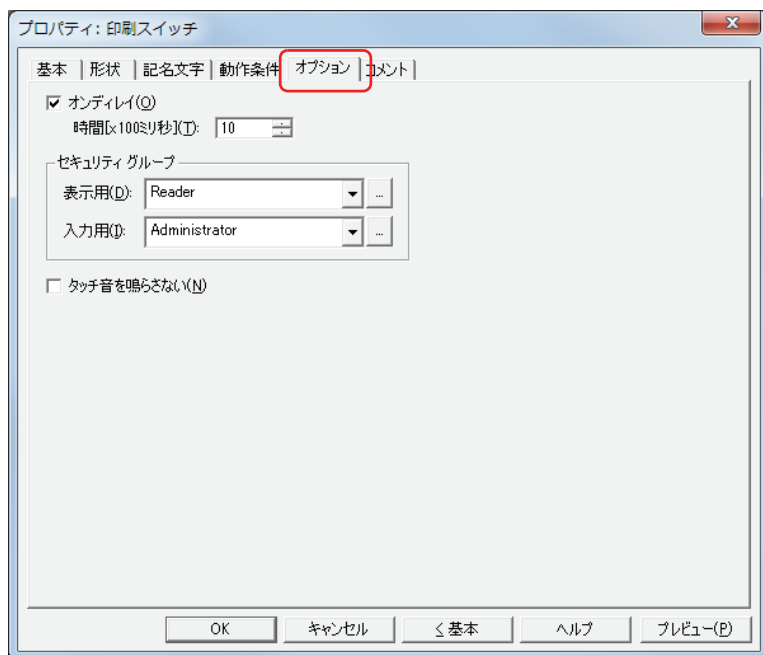 プロパティ: 印刷スイッチ
基本 形状 記名文字 動作条件 オプション コメント
オンディレイ(O)
時間[x100ミリ秒](T): 10
セキュリティ グループ
表示用(D): Reader ...
入力用(I): Administrator ...
タッチ音を鳴らさない(N)
OK キャンセル < 基本 ヘルプ プレビュー(P)